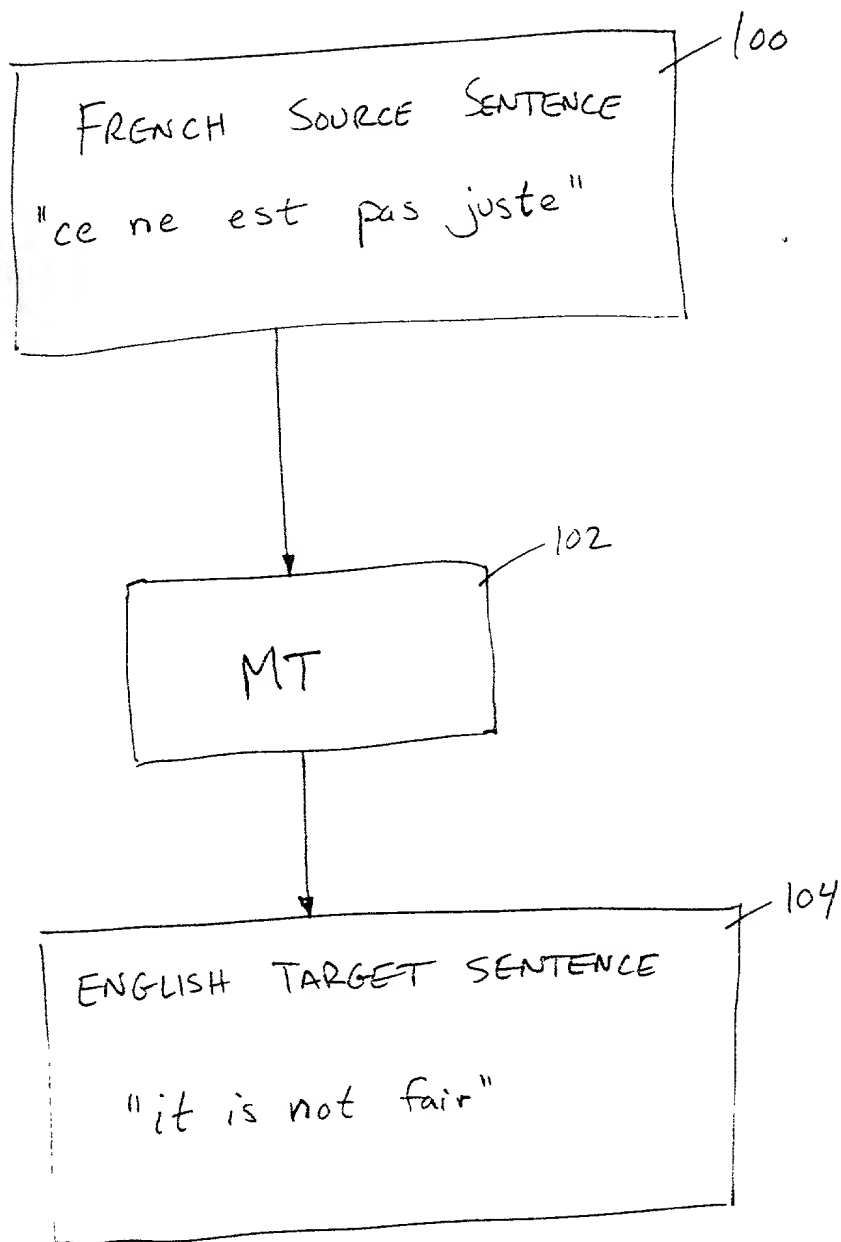 100
FRENCH SOURCE SENTENCE
"ce ne est pas juste"
102
MT
104
ENGLISH TARGET SENTENCE
"it is not fair"